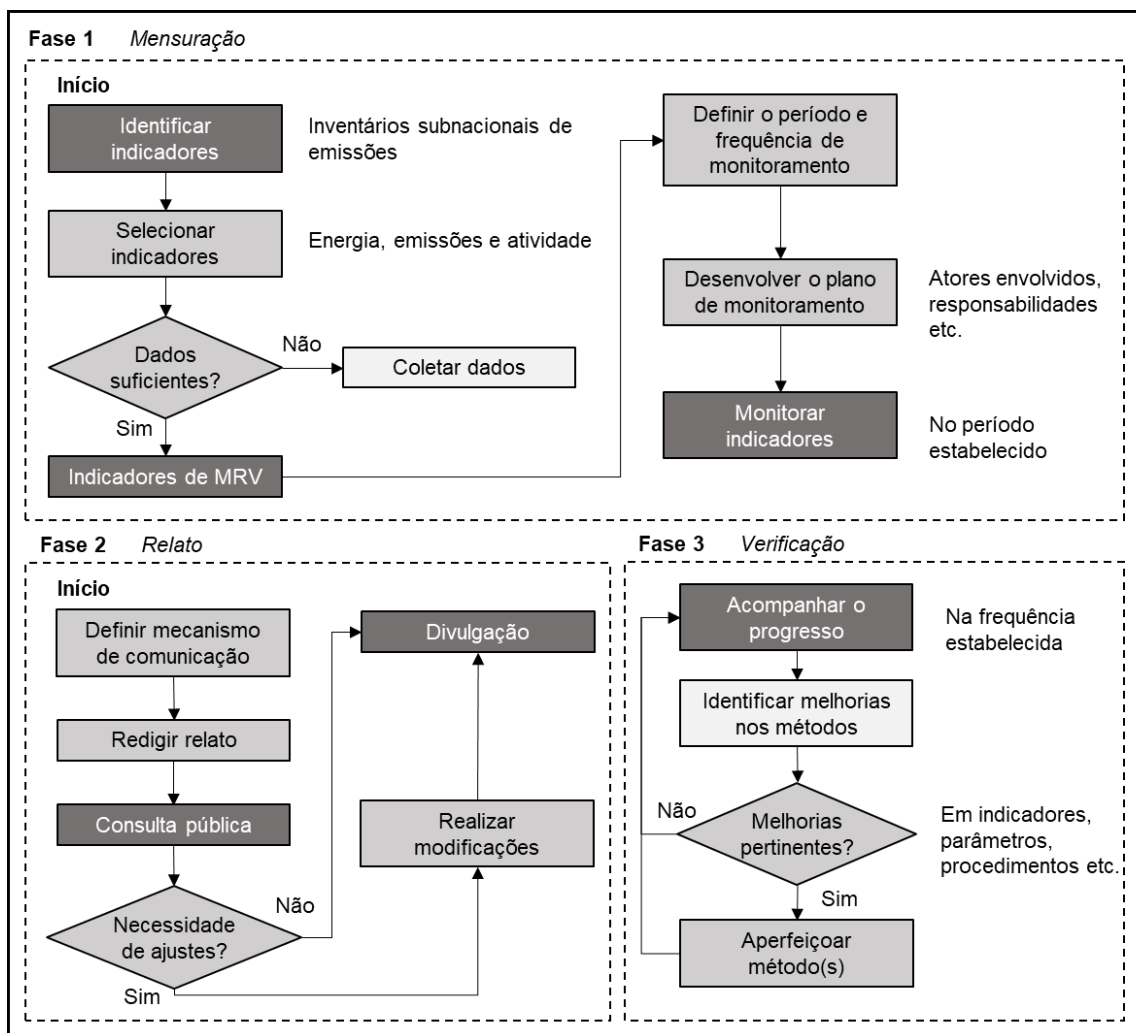 Fase 1 Mensuração
Início
Identificar
indicadores
Inventários subnacionais de
emissões
Selecionar
indicadores
Energia, emissões e atividade
Dados
suficientes?
Não
Coletar dados
Sim
Indicadores de MRV
Definir o período e
frequência de
monitoramento
Desenvolver o plano
de monitoramento
Atores envolvidos,
responsabilidades
etc.
Monitorar
indicadores
No período
estabelecido
Fase 2 Relato
Início
Definir mecanismo
de comunicação
Redigir relato
Consulta pública
Necessidade
de ajustes?
Não
Sim
Divulgação
Realizar
modificações
Fase 3 Verificação
Acompanhar o
progresso
Na frequência
estabelecida
Identificar melhorias
nos métodos
Não
Melhorias
pertinentes?
Em indicadores,
parâmetros,
procedimentos etc.
Sim
Aperfeiçoar
método(s)